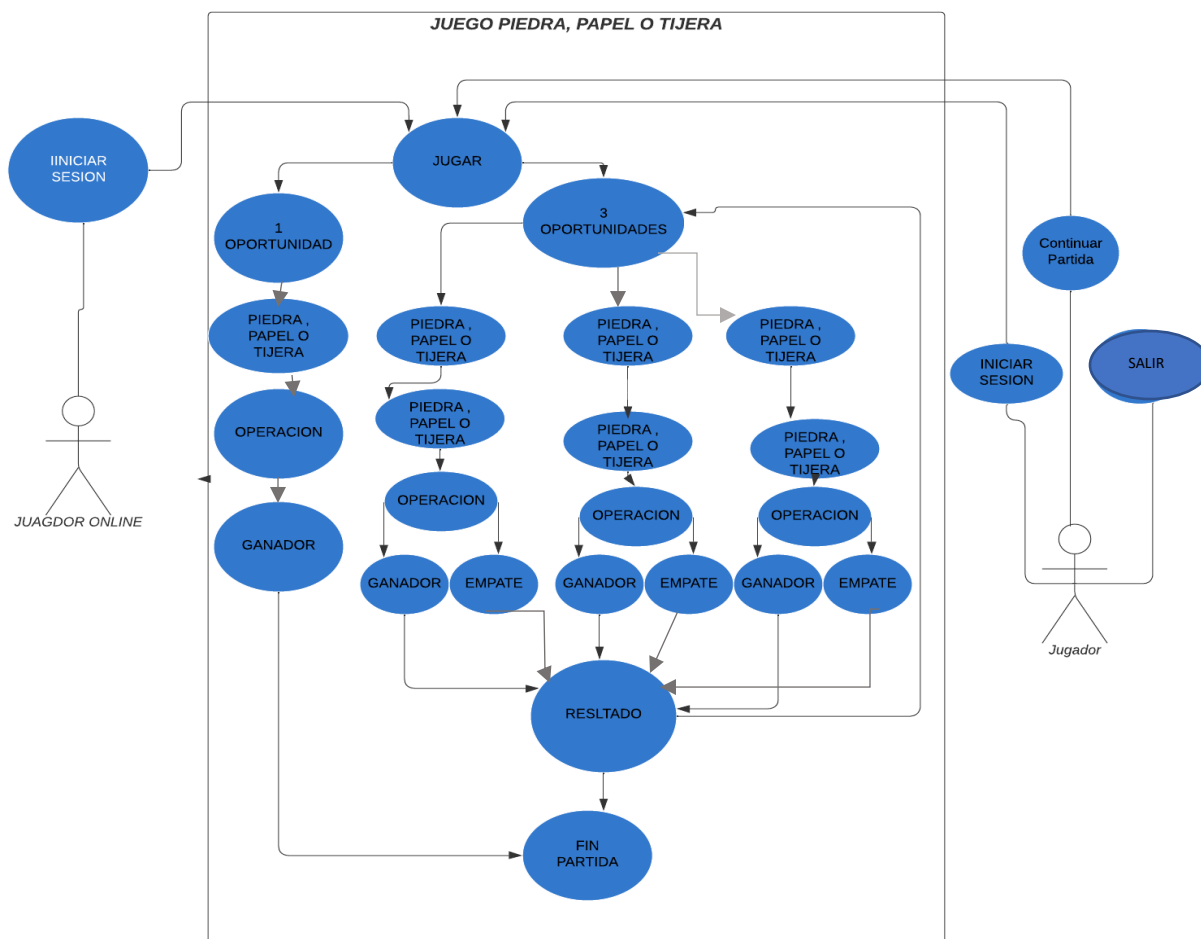 JUEGO PIEDRA, PAPEL O TIJERA
IINICIAR
SESION
JUGAR
1
OPORTUNIDAD
3
OPORTUNIDADES
Continuar
Partida
PIEDRA ,
PAPEL O
TIJERA
PIEDRA ,
PAPEL O
TIJERA
PIEDRA ,
PAPEL O
TIJERA
PIEDRA ,
PAPEL O
TIJERA
INICIAR
SESION
SALIR
OPERACION
PIEDRA ,
PAPEL O
TIJERA
PIEDRA ,
PAPEL O
TIJERA
PIEDRA ,
PAPEL O
TIJERA
JUAGDOR ONLINE
OPERACION
OPERACION
OPERACION
GANADOR
GANADOR
EMPATE
GANADOR
EMPATE
GANADOR
EMPATE
Jugador
RESLTADO
FIN
PARTIDA